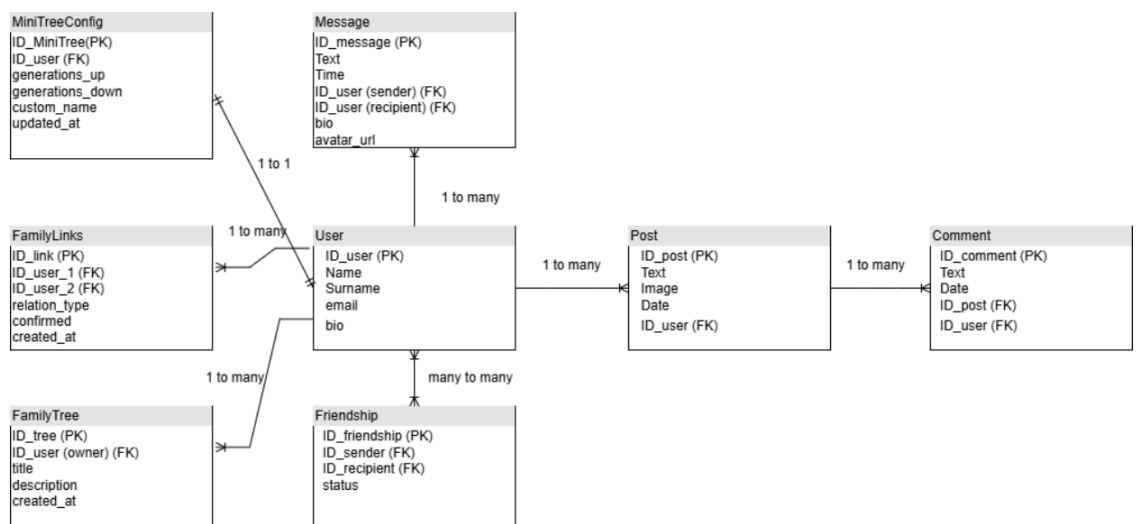 MiniTreeConfig
ID_MiniTree(PK)
ID_user (FK)
generations_up
generations_down
custom_name
updated_at
Message
ID_message (PK)
Text
Time
ID_user (sender) (FK)
ID_user (recipient) (FK)
bio
avatar_url
1 to 1
1 to many
FamilyLinks
ID_link (PK)
ID_user_1 (FK)
ID_user_2 (FK)
relation_type
confirmed
created_at
1 to many
User
ID_user (PK)
Name
Surname
email
bio
1 to many
Post
ID_post (PK)
Text
Image
Date
ID_user (FK)
1 to many
Comment
ID_comment (PK)
Text
Date
ID_post (FK)
ID_user (FK)
1 to many
many to many
FamilyTree
ID_tree (PK)
ID_user (owner) (FK)
title
description
created_at
Friendship
ID_friendship (PK)
ID_sender (FK)
ID_recipient (FK)
status